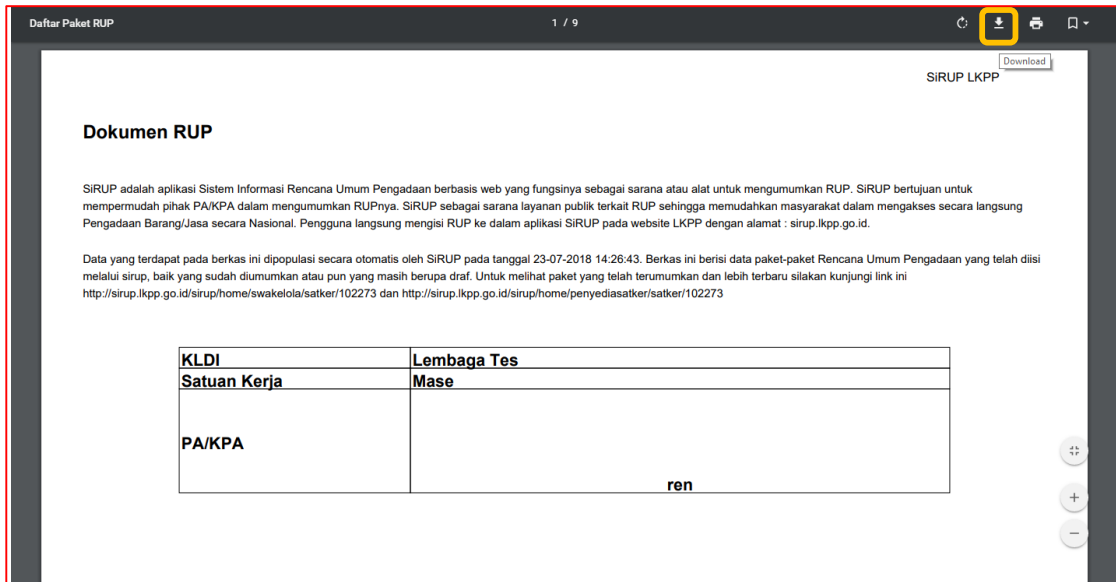 Daftar Paket RUP
1 / 9
Download
SiRUP LKPP
Dokumen RUP
SiRUP adalah aplikasi Sistem Informasi Rencana Umum Pengadaan berbasis web yang fungsinya sebagai sarana atau alat untuk mengumumkan RUP. SiRUP bertujuan untuk
mempermudah pihak PA/KPA dalam mengumumkan RUPnya. SiRUP sebagai sarana layanan publik terkait RUP sehingga memudahkan masyarakat dalam mengakses secara langsung
Pengadaan Barang/Jasa secara Nasional. Pengguna langsung mengisi RUP ke dalam aplikasi SiRUP pada website LKPP dengan alamat : sirup.lkpp.go.id.
Data yang terdapat pada berkas ini dipopulasi secara otomatis oleh SiRUP pada tanggal 23-07-2018 14:26:43. Berkas ini berisi data paket-paket Rencana Umum Pengadaan yang telah diisi
melalui sirup, baik yang sudah diumumkan atau pun yang masih berupa draf. Untuk melihat paket yang telah terumumkan dan lebih terbaru silakan kunjungi link ini
http://sirup.lkpp.go.id/sirup/home/swakelola/satker/102273 dan http://sirup.lkpp.go.id/sirup/home/penyediasatker/satker/102273
KLDI Lembaga Tes
Satuan Kerja Mase
PA/KPA
ren